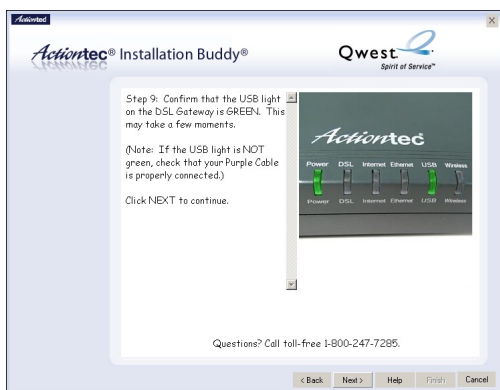 Actiontec
Actiontec® Installation Buddy®
Qwest.
Spirit of Service™
Step 9: Confirm that the USB light
on the DSL Gateway is GREEN. This
may take a few moments.
(Note: If the USB light is NOT
green, check that your Purple Cable
is properly connected.)
Click NEXT to continue.
Actiontec
Power DSL Internet Ethernet USB Wireless
Power DSL Internet Ethernet USB Wireless
Questions? Call toll-free 1-800-247-7285.
< Back Next > Help Finish Cancel